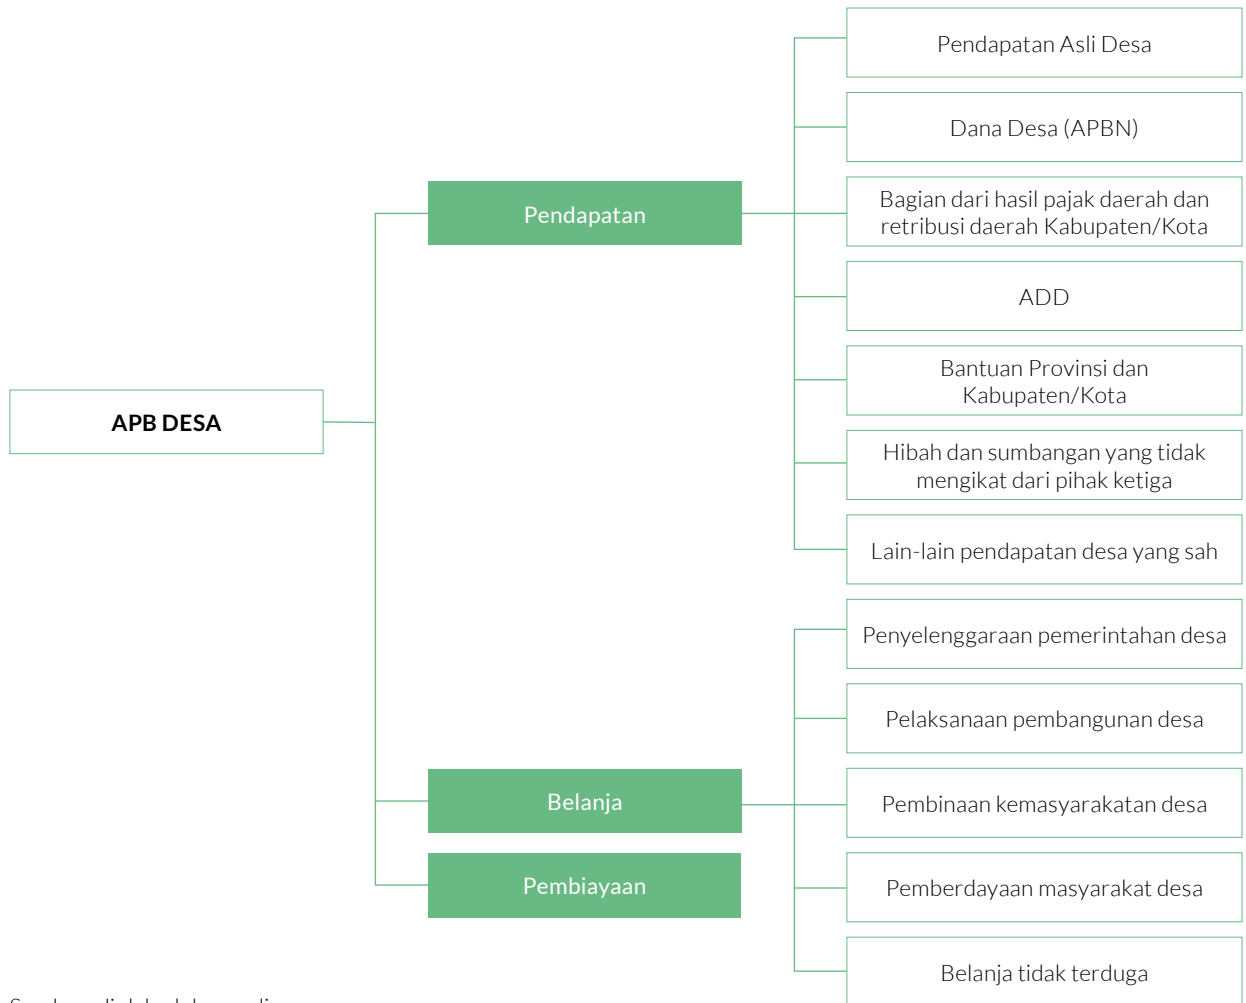 Pendapatan Asli Desa
Dana Desa (APBN)
Pendapatan
Bagian dari hasil pajak daerah dan
retribusi daerah Kabupaten/Kota
ADD
Bantuan Provinsi dan
Kabupaten/Kota
APB DESA
Hibah dan sumbangan yang tidak
mengikat dari pihak ketiga
Lain-lain pendapatan desa yang sah
Penyelenggaraan pemerintahan desa
Pelaksanaan pembangunan desa
Belanja
Pembinaan kemasyarakatan desa
Pembiayaan
Pemberdayaan masyarakat desa
Belanja tidak terduga